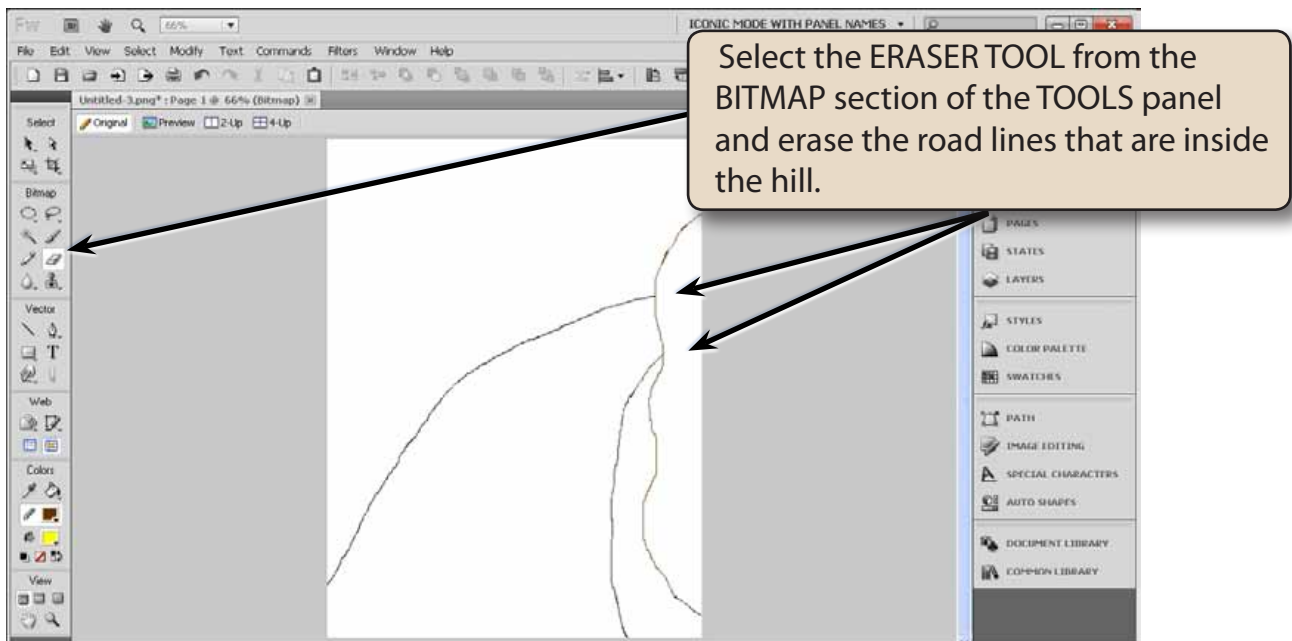 Fw 66% ICONIC MODE WITH PANEL NAMES
File Edit View Select Modify Text Commands Filters Window Help
Select the ERASER TOOL from the
BITMAP section of the TOOLS panel
and erase the road lines that are inside
the hill.
Untitled-3.png* : Page 1 @ 66% (Bitmap)
Original Preview 2-Up 4-Up
Select
Bitmap
Vector
T
Web
Colors
View
PAGES
STATES
LAYERS
STYLES
COLOR PALETTE
SWATCHES
PATH
IMAGE EDITING
SPECIAL CHARACTERS
AUTO SHAPES
DOCUMENT LIBRARY
COMMON LIBRARY